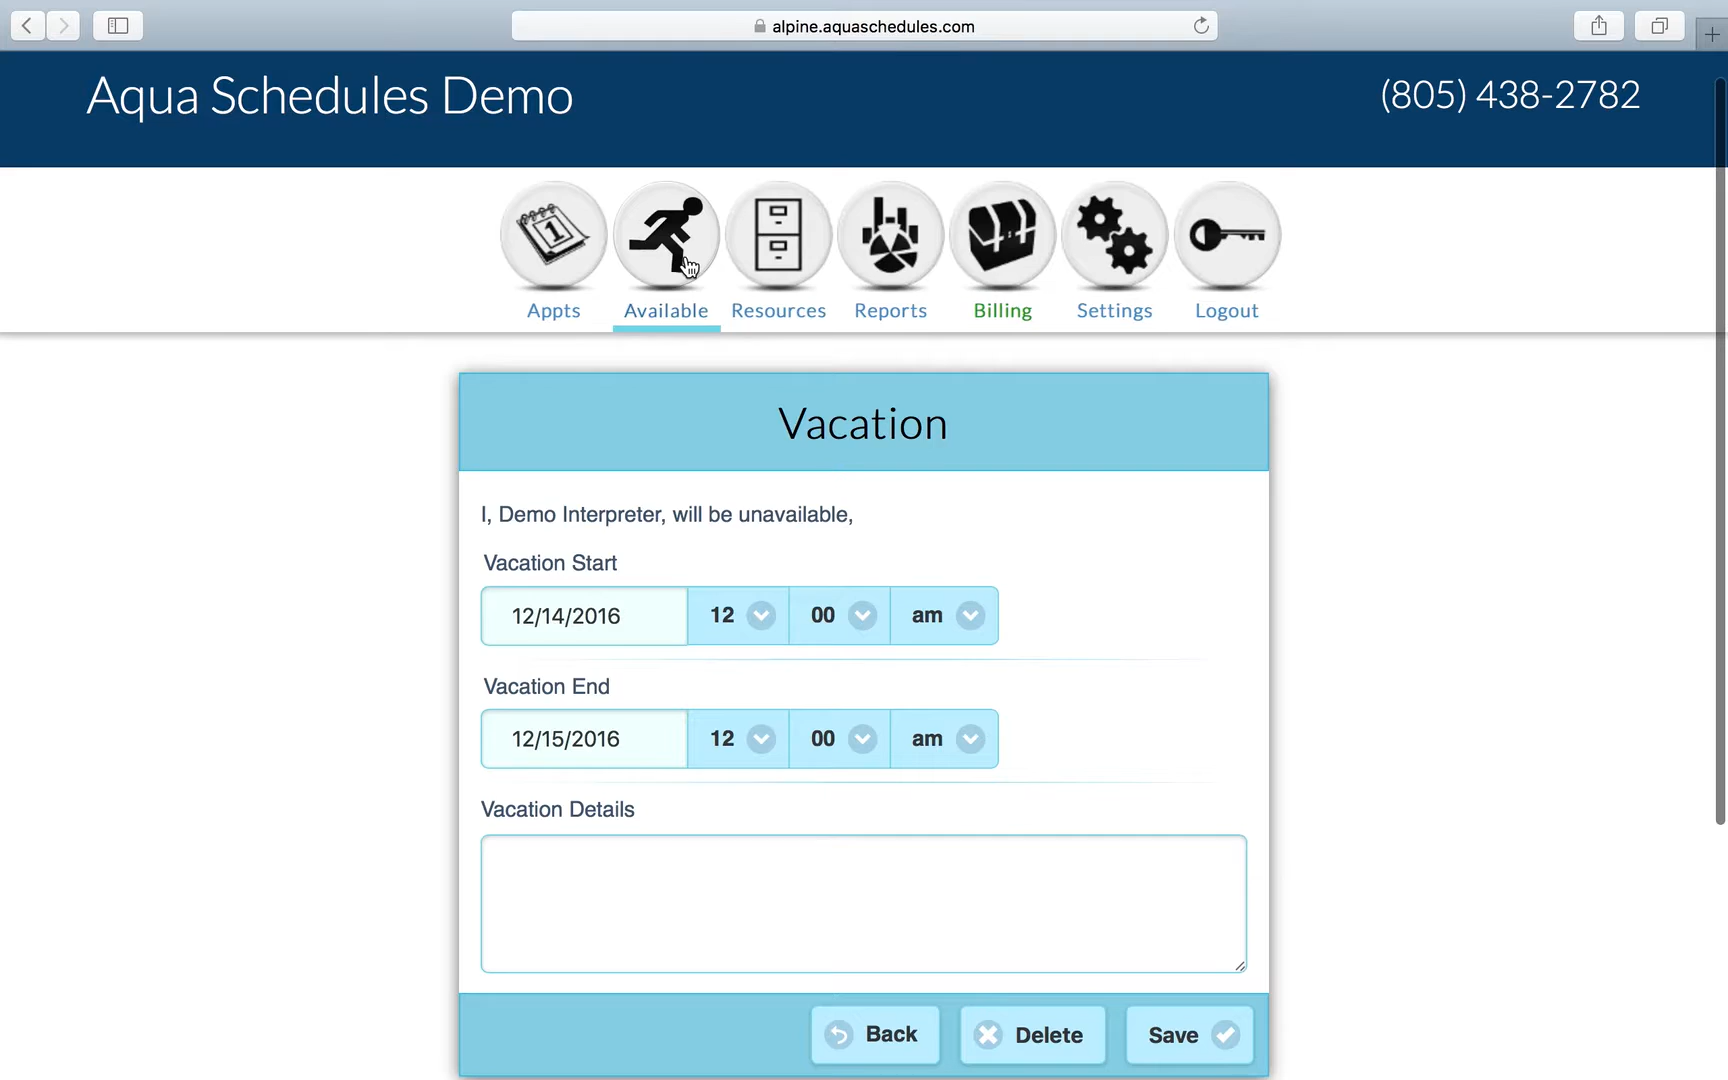 alpine.aquaschedules.com
Aqua Schedules Demo
(805) 438-2782
1
Appts
Available
Resources
Reports
Billing
Settings
Logout
Vacation
I, Demo Interpreter, will be unavailable,
Vacation Start
12/14/2016 12 00 am
Vacation End
12/15/2016 12 00 am
Vacation Details
Back
Delete
Save